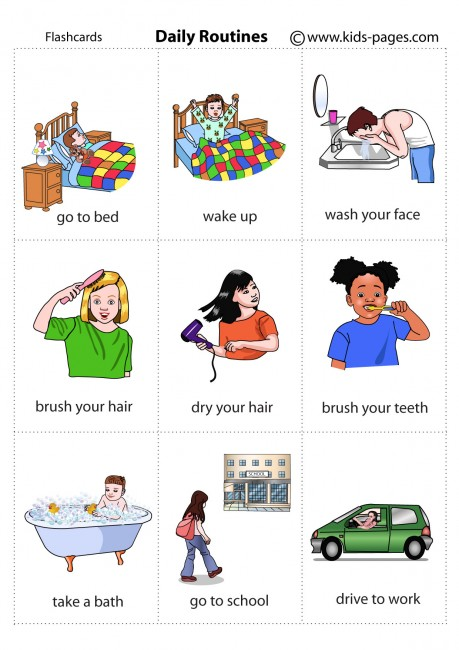 Flashcards Daily Routines ©www.kids-pages.com
go to bed
wake up
wash your face
brush your hair
dry your hair
brush your teeth
SCHOOL
take a bath
go to school
drive to work